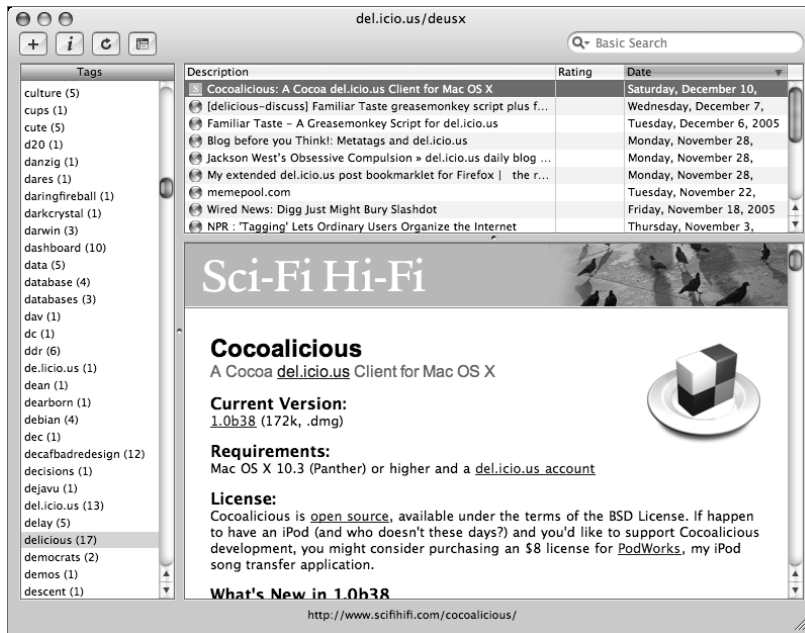 del.icio.us/deusx
Basic Search
Tags
culture (5)
cups (1)
cute (5)
d20 (1)
danzig (1)
dares (1)
daringfireball (1)
darkcrystal (1)
darwin (3)
dashboard (10)
data (5)
database (4)
databases (3)
dav (1)
dc (1)
ddr (6)
de.licio.us (1)
dean (1)
dearborn (1)
debian (4)
dec (1)
decafbadredesign (12)
decisions (1)
dejavu (1)
del.icio.us (13)
delay (5)
delicious (17)
democrats (2)
demos (1)
descent (1)
Description Rating Date
S Cocoalicious: A Cocoa del.icio.us Client for Mac OS X Saturday, December 10,
[delicious-discuss] Familiar Taste greasemonkey script plus f... Wednesday, December 7,
Familiar Taste – A Greasemonkey Script for del.icio.us Tuesday, December 6, 2005
Blog before you Think!: Metatags and del.icio.us Monday, November 28,
Jackson West's Obsessive Compulsion » del.icio.us daily blog ... Monday, November 28,
My extended del.icio.us post bookmarklet for Firefox | the r... Monday, November 28,
memepool.com Tuesday, November 22,
Wired News: Digg Just Might Bury Slashdot Friday, November 18, 2005
NPR : 'Tagging' Lets Ordinary Users Organize the Internet Thursday, November 3,
Sci-Fi Hi-Fi
Cocoalicious
A Cocoa del.icio.us Client for Mac OS X
Current Version:
1.0b38 (172k, .dmg)
Requirements:
Mac OS X 10.3 (Panther) or higher and a del.icio.us account
License:
Cocoalicious is open source, available under the terms of the BSD License. If happen
to have an iPod (and who doesn't these days?) and you'd like to support Cocoalicious
development, you might consider purchasing an $8 license for PodWorks, my iPod
song transfer application.
What's New in 1.0b38
http://www.scifihifi.com/cocoalicious/